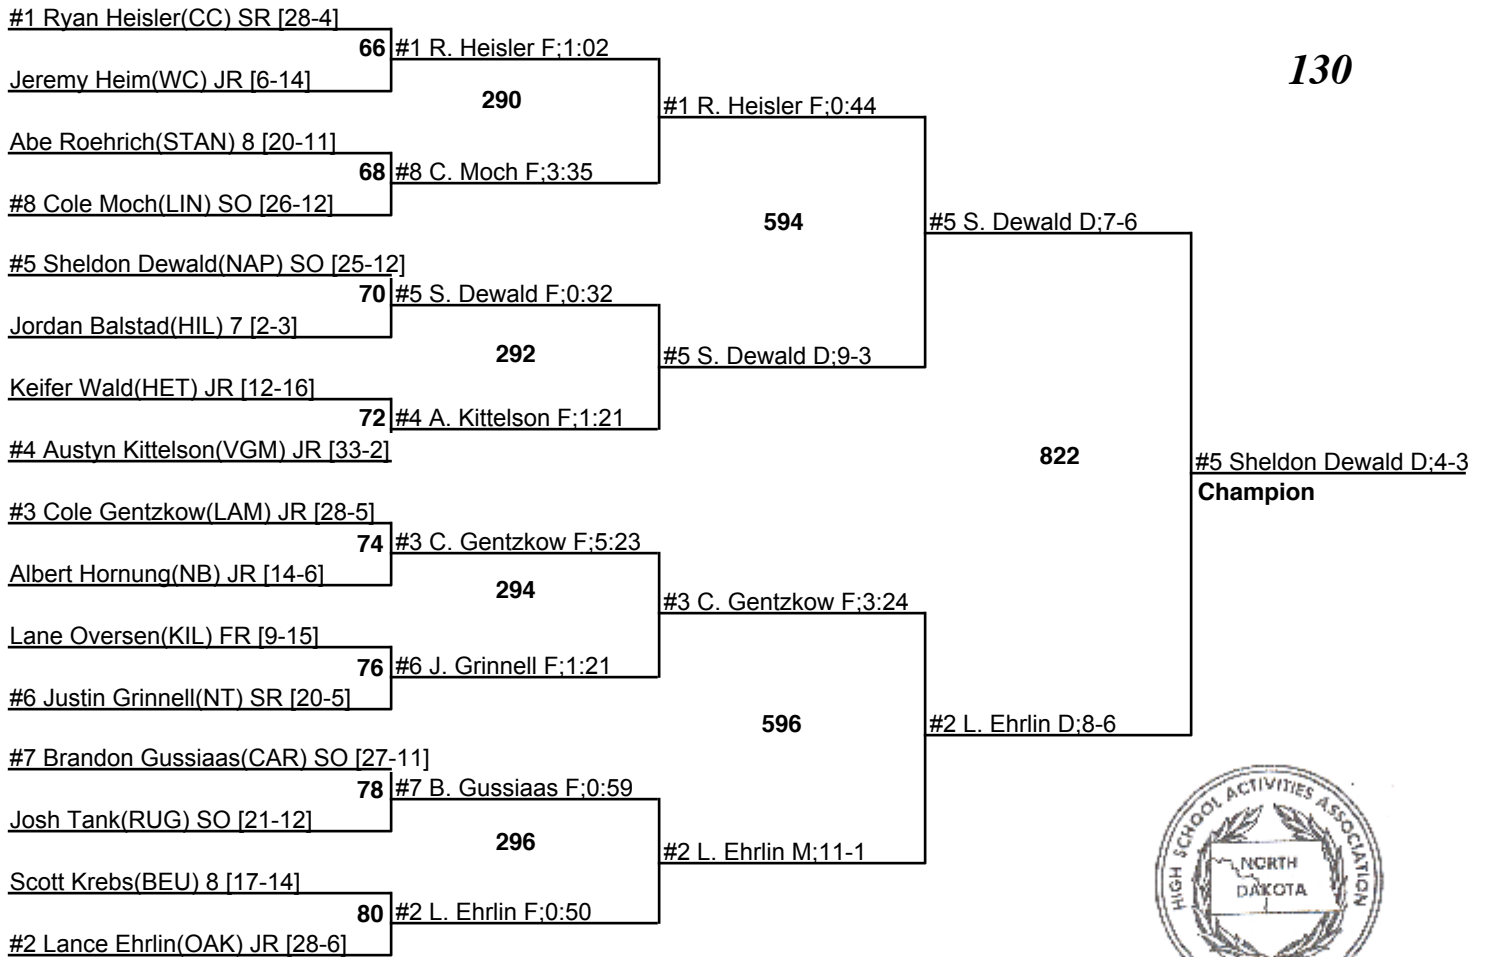 #1 Ryan Heisler(CC) SR [28-4]
66 #1 R. Heisler F;1:02
130
Jeremy Heim(WC) JR [6-14]
290
#1 R. Heisler F;0:44
Abe Roehrich(STAN) 8 [20-11]
68 #8 C. Moch F;3:35
#8 Cole Moch(LIN) SO [26-12]
594
#5 S. Dewald D;7-6
#5 Sheldon Dewald(NAP) SO [25-12]
70 #5 S. Dewald F;0:32
Jordan Balstad(HIL) 7 [2-3]
292
#5 S. Dewald D;9-3
Keifer Wald(HET) JR [12-16]
72 #4 A. Kittelson F;1:21
#4 Austyn Kittelson(VGM) JR [33-2]
822
#5 Sheldon Dewald D;4-3
Champion
#3 Cole Gentzkow(LAM) JR [28-5]
74 #3 C. Gentzkow F;5:23
Albert Hornung(NB) JR [14-6]
294
#3 C. Gentzkow F;3:24
Lane Oversen(KIL) FR [9-15]
76 #6 J. Grinnell F;1:21
#6 Justin Grinnell(NT) SR [20-5]
596
#2 L. Ehrlin D;8-6
#7 Brandon Gussiaas(CAR) SO [27-11]
78 #7 B. Gussiaas F;0:59
Josh Tank(RUG) SO [21-12]
296
#2 L. Ehrlin M;11-1
Scott Krebs(BEU) 8 [17-14]
80 #2 L. Ehrlin F;0:50
#2 Lance Ehrlin(OAK) JR [28-6]
HIGH SCHOOL ACTIVITIES ASSOCIATION
NORTH
DAKOTA